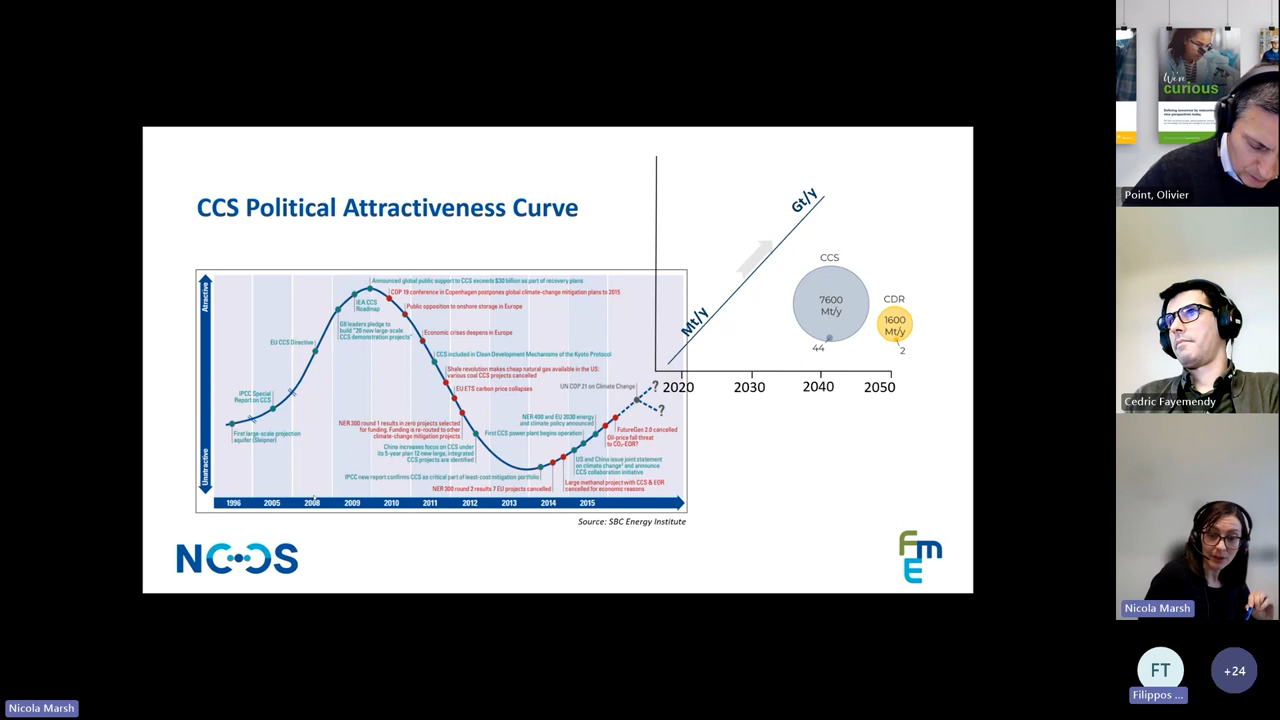 CCS Political Attractiveness Curve
Attractive
Unattractive
Announced global public support to CCS exceeds $30 billion as part of recovery plans
COP 19 conference in Copenhagen postpones global climate-change mitigation plans to 2015
IEA CCS
Roadmap
Public opposition to onshore storage in Europe
G8 leaders pledge to
build "20 new large-scale
CCS demonstration projects"
Economic crises deepens in Europe
EU CCS Directive
CCS included in Clean Development Mechanisms of the Kyoto Protocol
Shale revolution makes cheap natural gas available in the US:
various coal CCS projects cancelled
EU ETS carbon price collapses
UN COP 21 on Climate Change
?
?
IPCC Special
Report on CCS
First large-scale projection
aquifer (Sleipner)
NER 300 round 1 results in zero projects selected
for funding. Funding is re-routed to other
climate-change mitigation projects
NER 400 and EU 2030 energy
and climate policy announced
First CCS power plant begins operation
FutureGen 2.0 cancelled
Oil-price fall threat
to CO₂-EOR?
China increases focus on CCS under
its 5-year plan 12 new large, integrated
CCS projects are identified
US and China issue joint statement
on climate change and announce
CCS collaboration initiative
IPCC new report confirms CCS as critical part of least-cost mitigation portfolio
NER 300 round 2 results 7 EU projects cancelled
Large methanol project with CCS & EOR
cancelled for economic reasons
1996 2005 2008 2009 2010 2011 2012 2013 2014 2015
Source: SBC Energy Institute
Mt/y
Gt/y
CCS
7600
Mt/y
44
CDR
1600
Mt/y
2
2020 2030 2040 2050
NCCS
FME
We're
curious
Point, Olivier
Cedric Fayemendy
Nicola Marsh
FT
Filippos ...
+24
Nicola Marsh